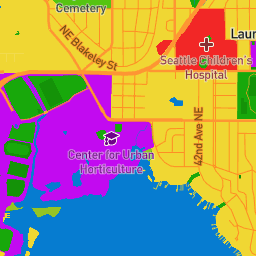 Cemetery
NE Blakeley St
Laur
Seattle Children's
Hospital
Center for Urban
Horticulture
42nd Ave NE
E